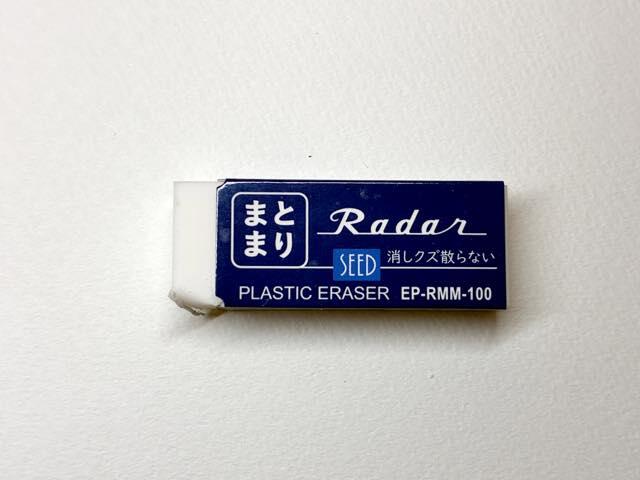 まと
まり
Radar
SEED
消しクズ散らない
PLASTIC ERASER EP-RMM-100